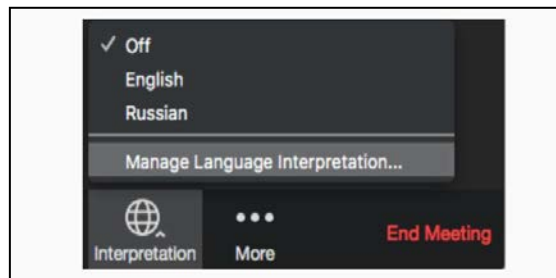 ✓ Off
English
Russian
Manage Language Interpretation...
Interpretation
More
End Meeting